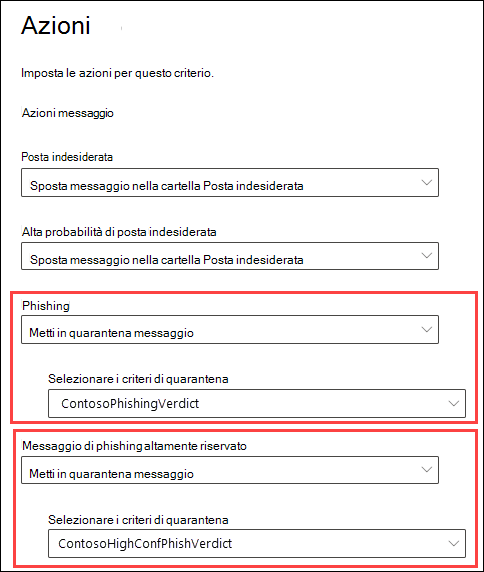 Azioni
Imposta le azioni per questo criterio.
Azioni messaggio
Posta indesiderata
Sposta messaggio nella cartella Posta indesiderata
Alta probabilità di posta indesiderata
Sposta messaggio nella cartella Posta indesiderata
Phishing
Metti in quarantena messaggio
Selezionare i criteri di quarantena
ContosoPhishingVerdict
Messaggio di phishing altamente riservato
Metti in quarantena messaggio
Selezionare i criteri di quarantena
ContosoHighConfPhishVerdict